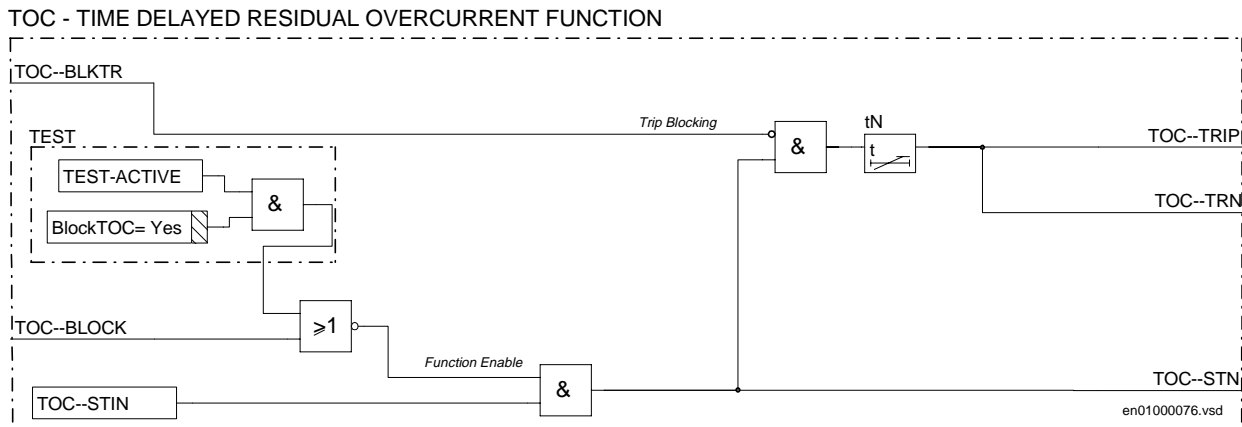 TOC - TIME DELAYED RESIDUAL OVERCURRENT FUNCTION
TOC--BLKTR
Trip Blocking
tN
&
t
TOC--TRIP
TEST
TEST-ACTIVE
&
TOC--TRN
BlockTOC= Yes
TOC--BLOCK
≥1
Function Enable
&
TOC--STN
TOC--STIN
en01000076.vsd